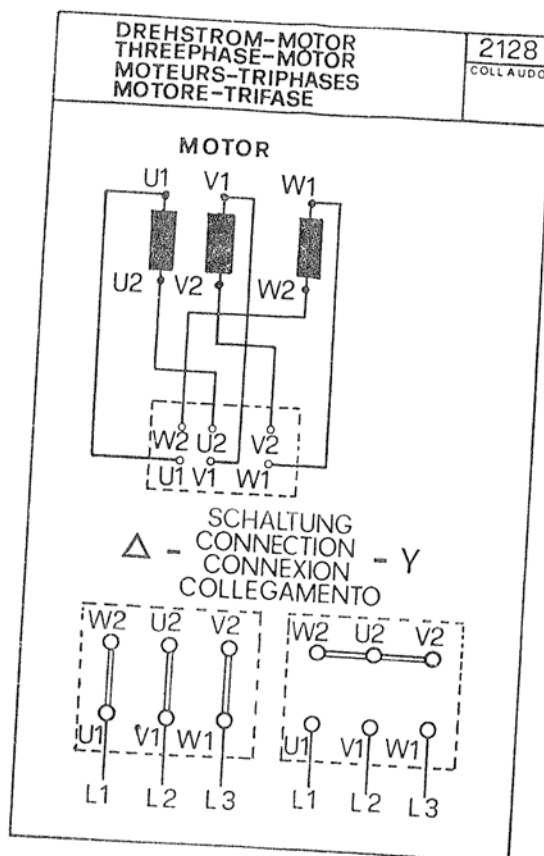 DREHSTROM-MOTOR
THREEPHASE-MOTOR
MOTEURS-TRIPHASES
MOTORE-TRIFASE
2128
COLLAUDO
MOTOR
U1 V1 W1
U2 V2 W2
W2 U2 V2
U1 V1 W1
SCHALTUNG
Δ - CONNECTION - Y
CONNEXION
COLLEGAMENTO
W2 U2 V2
U1 V1 W1
L1 L2 L3
W2 U2 V2
U1 V1 W1
L1 L2 L3